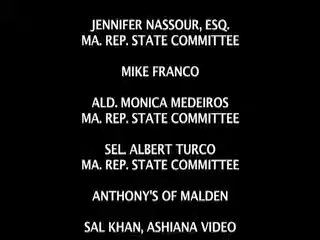 JENNIFER NASSOUR, ESQ.
MA. REP. STATE COMMITTEE
MIKE FRANCO
ALD. MONICA MEDEIROS
MA. REP. STATE COMMITTEE
SEL. ALBERT TURCO
MA. REP. STATE COMMITTEE
ANTHONY'S OF MALDEN
SAL KHAN, ASHIANA VIDEO